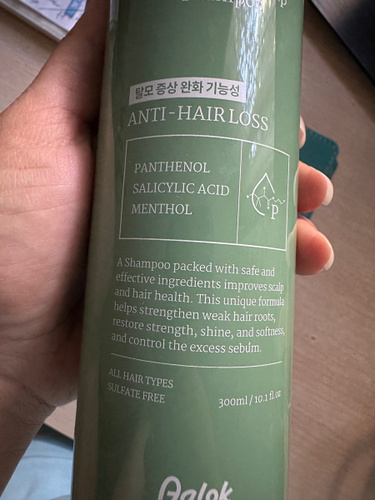 탈모 증상 완화 기능성
ANTI-HAIR LOSS
PANTHENOL
SALICYLIC ACID
MENTHOL
P
A Shampoo packed with safe and
effective ingredients improves scalp
and hair health. This unique formula
helps strengthen weak hair roots,
restore strength, shine, and softness,
and control the excess sebum.
ALL HAIR TYPES
SULFATE FREE
300ml / 10.1 fl.oz